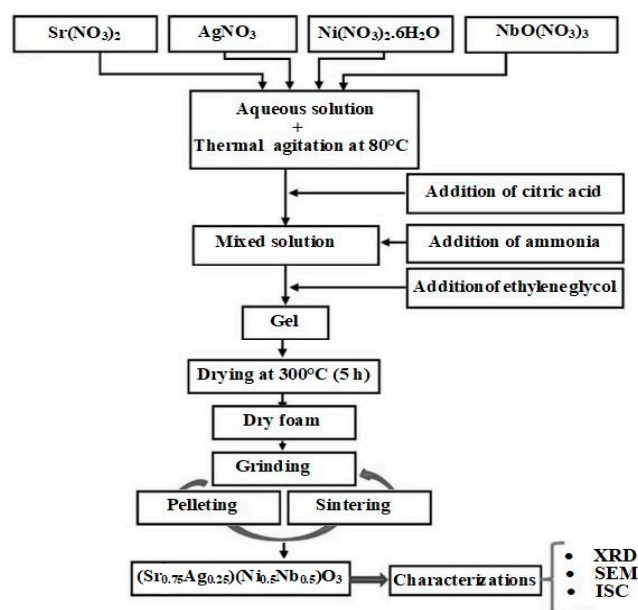 Sr(NO₃)₂
AgNO₃
Ni(NO₃)₂.6H₂O
NbO(NO₃)₃
Aqueous solution
+
Thermal agitation at 80°C
Addition of citric acid
Mixed solution
Addition of ammonia
Addition of ethylene glycol
Gel
Drying at 300°C (5 h)
Dry foam
Grinding
Pelleting
Sintering
(Sr₀.₇₅Ag₀.₂₅)(Ni₀.₅Nb₀.₅)O₃
Characterizations
• XRD
• SEM
• ISC